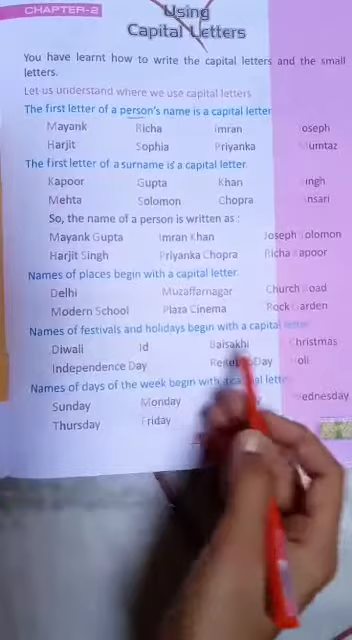 CHAPTER-2
Using
Capital Letters
You have learnt how to write the capital letters and the small
letters.
Let us understand where we use capital letters
The first letter of a person's name is a capital letter
Mayank Richa Imran Joseph
Harjit Sophia Priyanka Mumtaz
The first letter of a surname is a capital letter.
Kapoor Gupta Khan Singh
Mehta Solomon Chopra Ansari
So, the name of a person is written as :
Mayank Gupta Imran Khan Joseph Solomon
Harjit Singh Priyanka Chopra Richa Kapoor
Names of places begin with a capital letter.
Delhi Muzaffarnagar Church Road
Modern School Plaza Cinema Rock Garden
Names of festivals and holidays begin with a capital letter
Diwali Id Baisakhi Christmas
Independence Day Day Holi
Names of days of the week begin with a capital letter
Sunday Monday Wednesday
Thursday Friday